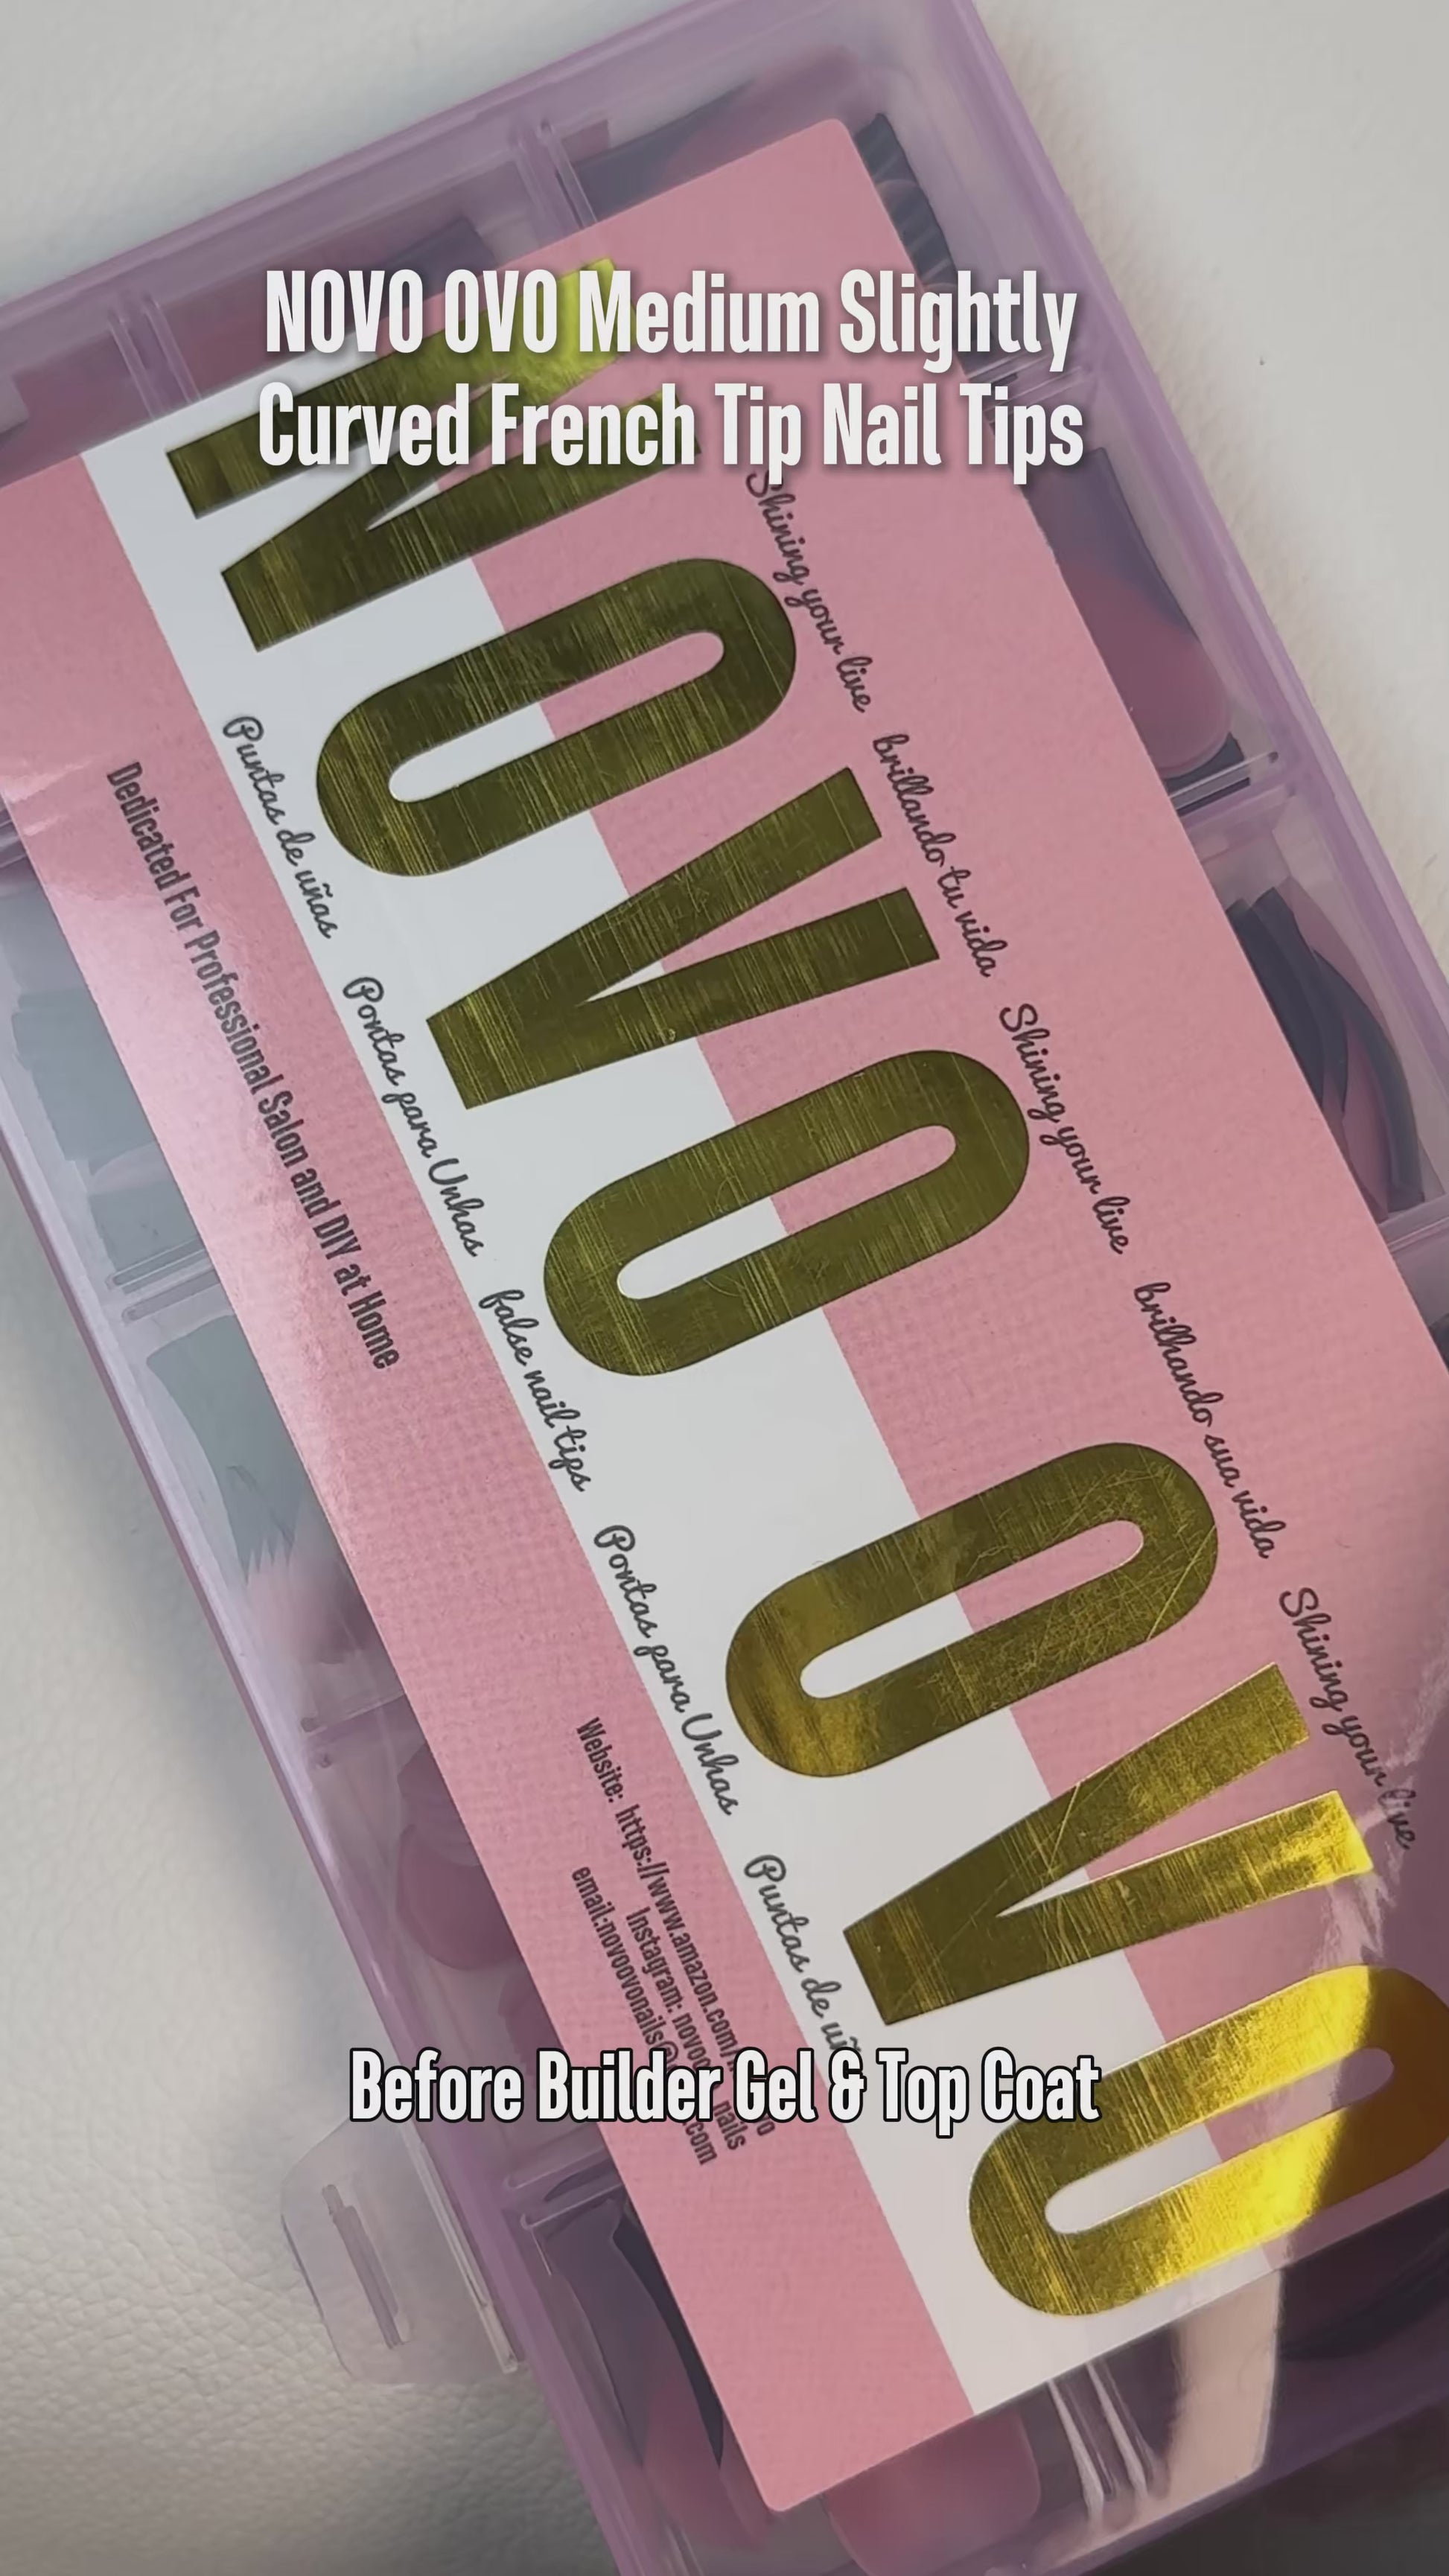 NOVO OVO Medium Slightly
Curved French Tip Nail Tips
Shining your live brillando tu vida Shining your live brilhando sua vida Shining your live
NOVO OVO
Puntas de uñas Pontas para Unhas false nail tips Pontas para Unhas Puntas de
Dedicated For Professional Salon and DIY at Home
Website: https://www.amazon.com/
Instagram: nails
email:novoovonails@
Before Builder Gel & Top Coat